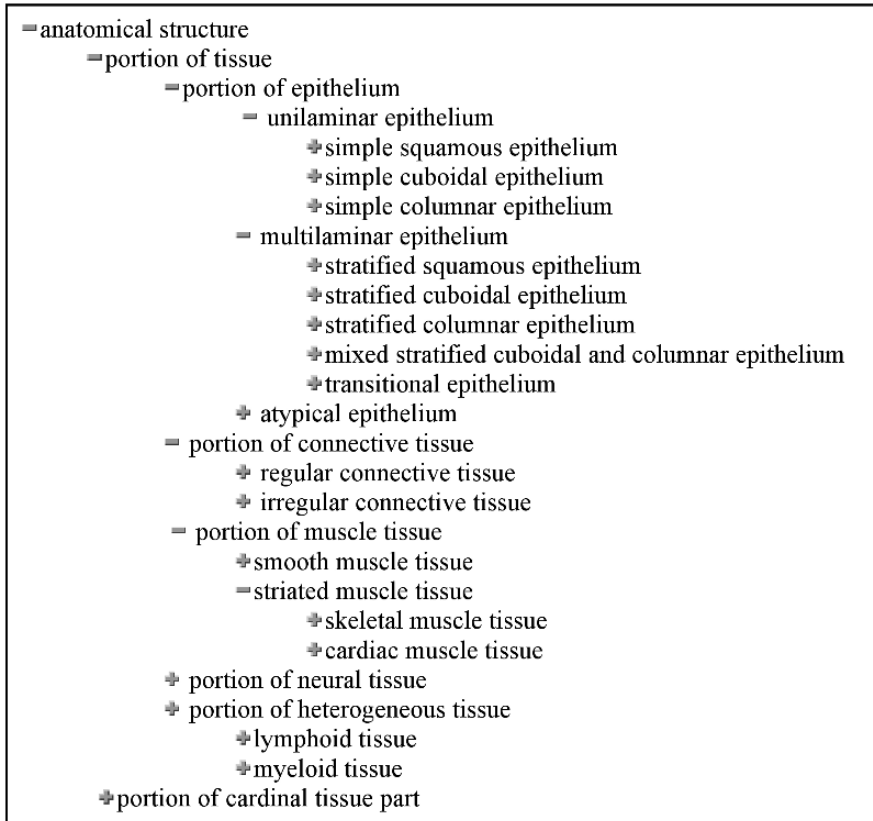 anatomical structure
portion of tissue
portion of epithelium
unilaminar epithelium
simple squamous epithelium
simple cuboidal epithelium
simple columnar epithelium
multilaminar epithelium
stratified squamous epithelium
stratified cuboidal epithelium
stratified columnar epithelium
mixed stratified cuboidal and columnar epithelium
transitional epithelium
atypical epithelium
portion of connective tissue
regular connective tissue
irregular connective tissue
portion of muscle tissue
smooth muscle tissue
striated muscle tissue
skeletal muscle tissue
cardiac muscle tissue
portion of neural tissue
portion of heterogeneous tissue
lymphoid tissue
myeloid tissue
portion of cardinal tissue part